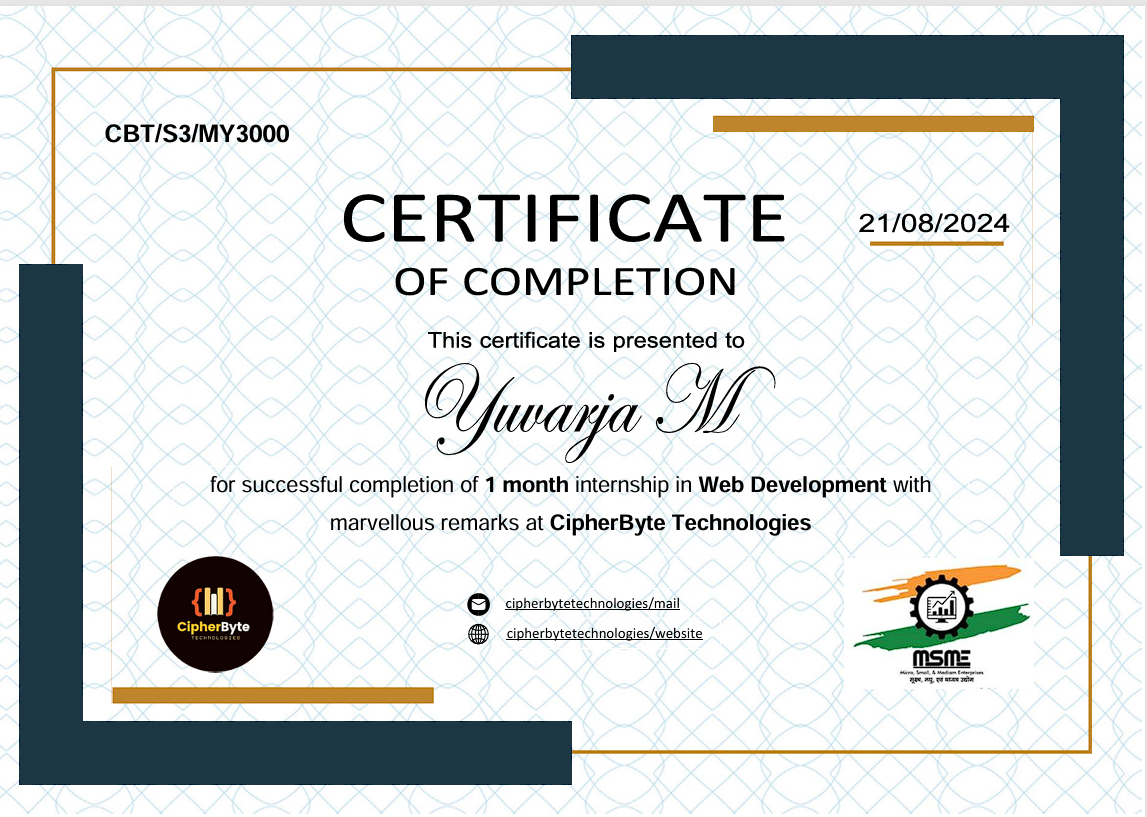 CBT/S3/MY3000
CERTIFICATE
21/08/2024
OF COMPLETION
This certificate is presented to
Yuvarja M
for successful completion of 1 month internship in Web Development with
marvellous remarks at CipherByte Technologies
CipherByte
TECHNOLOGIES
cipherbytetechnologies/mail
cipherbytetechnologies/website
MSME
Micro, Small, & Medium Enterprises
सूक्ष्म, लघु, एवं मध्यम उद्योग